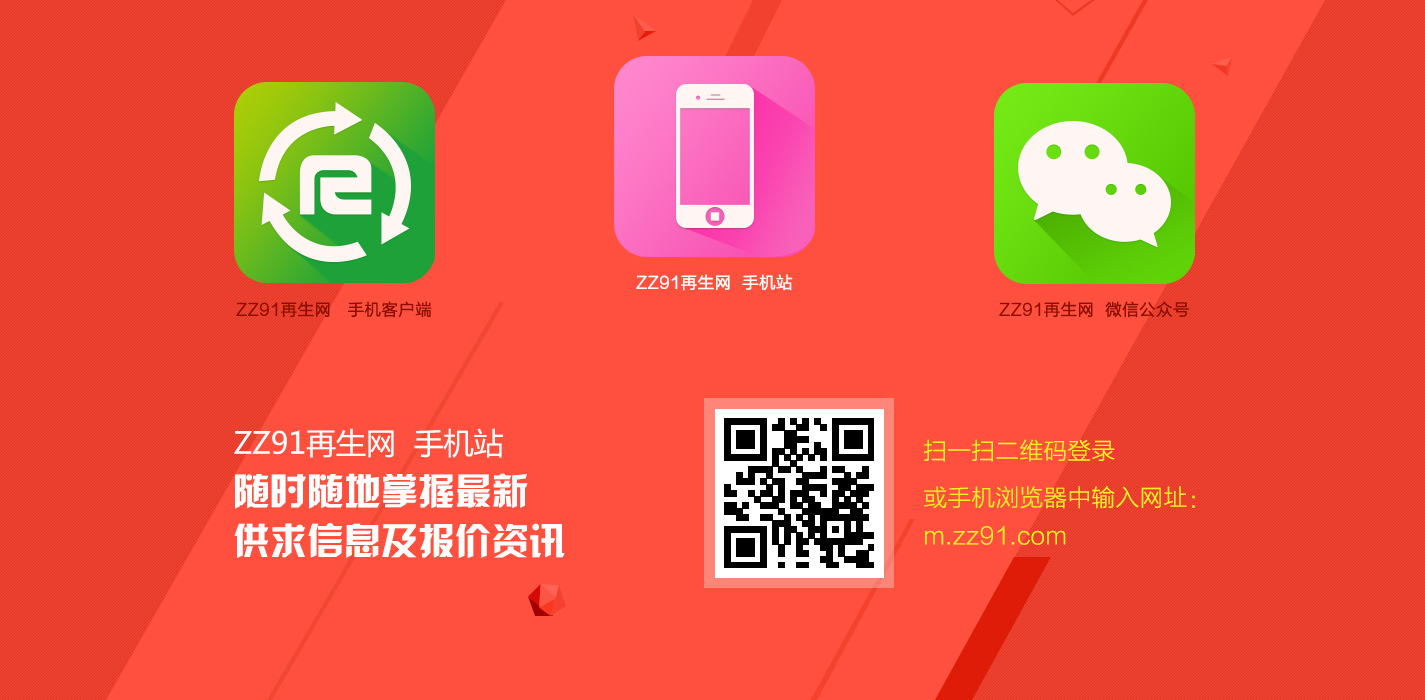 ZZ91再生网 手机客户端
ZZ91再生网 手机站
ZZ91再生网 微信公众号
ZZ91再生网 手机站
随时随地掌握最新
供求信息及报价资讯
扫一扫二维码登录
或手机浏览器中输入网址：
m.zz91.com